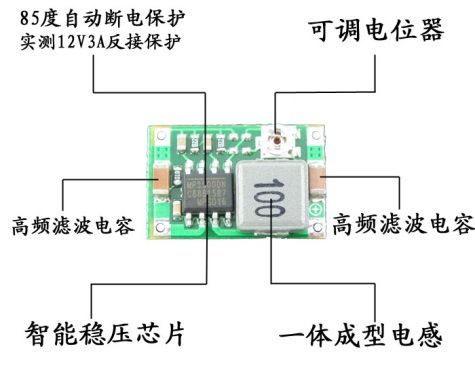 85度自动断电保护
实测12V3A反接保护
可调电位器
高频滤波电容
100
高频滤波电容
智能稳压芯片
一体成型电感